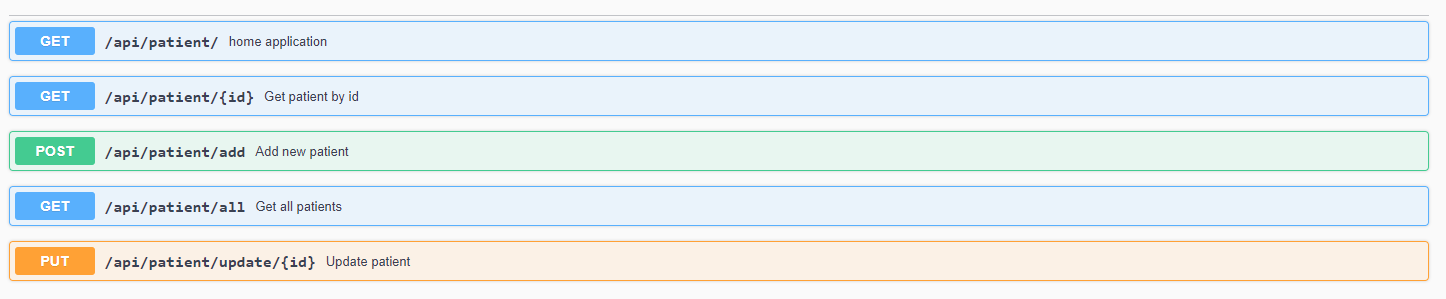 GET /api/patient/ home application
GET /api/patient/{id} Get patient by id
POST /api/patient/add Add new patient
GET /api/patient/all Get all patients
PUT /api/patient/update/{id} Update patient